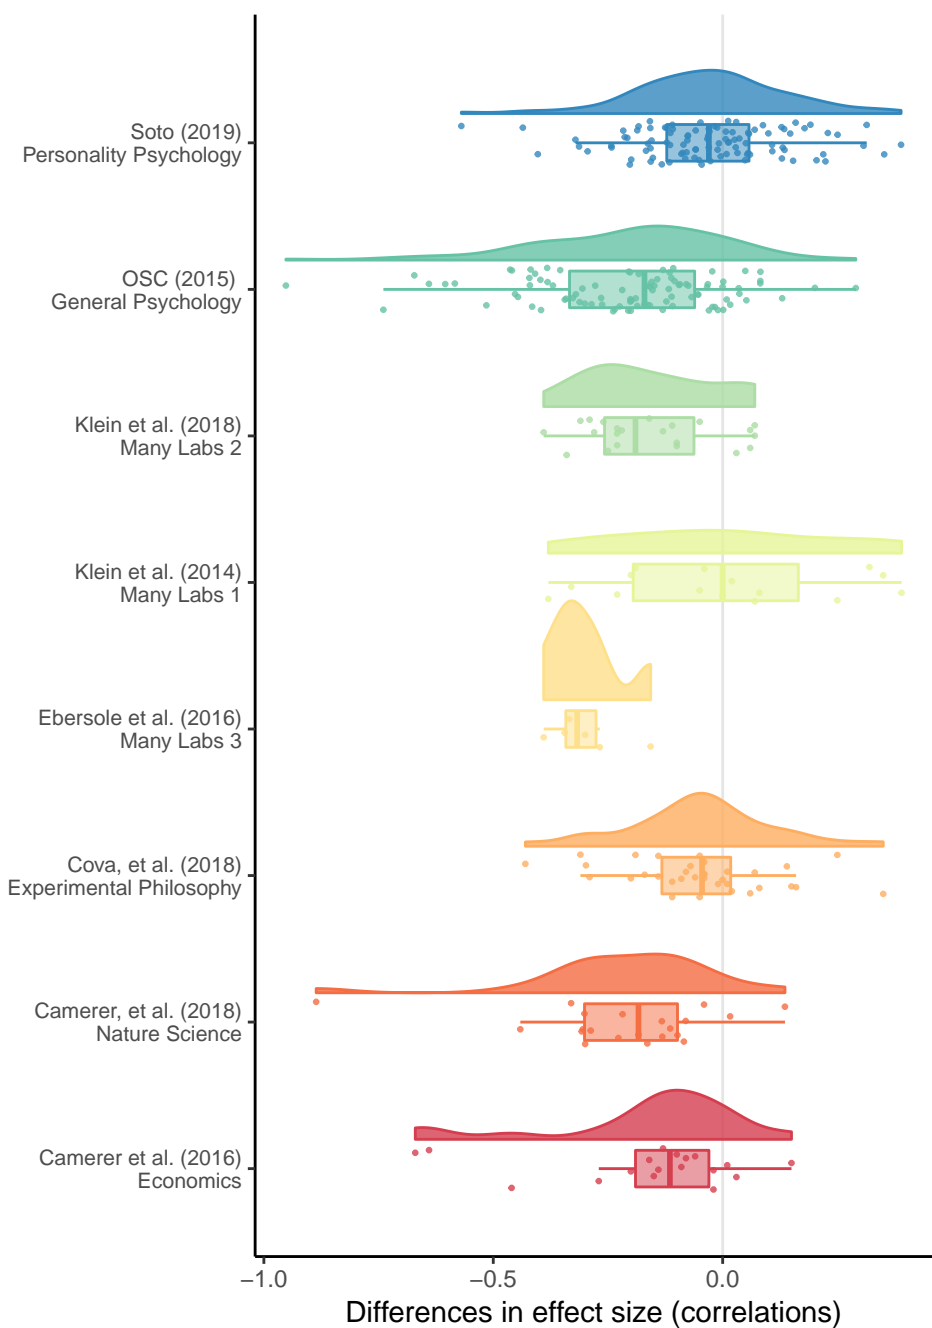 Soto (2019)
Personality Psychology
OSC (2015)
General Psychology
Klein et al. (2018)
Many Labs 2
Klein et al. (2014)
Many Labs 1
Ebersole et al. (2016)
Many Labs 3
Cova, et al. (2018)
Experimental Philosophy
Camerer, et al. (2018)
Nature Science
Camerer et al. (2016)
Economics
−1.0 −0.5 0.0
Differences in effect size (correlations)